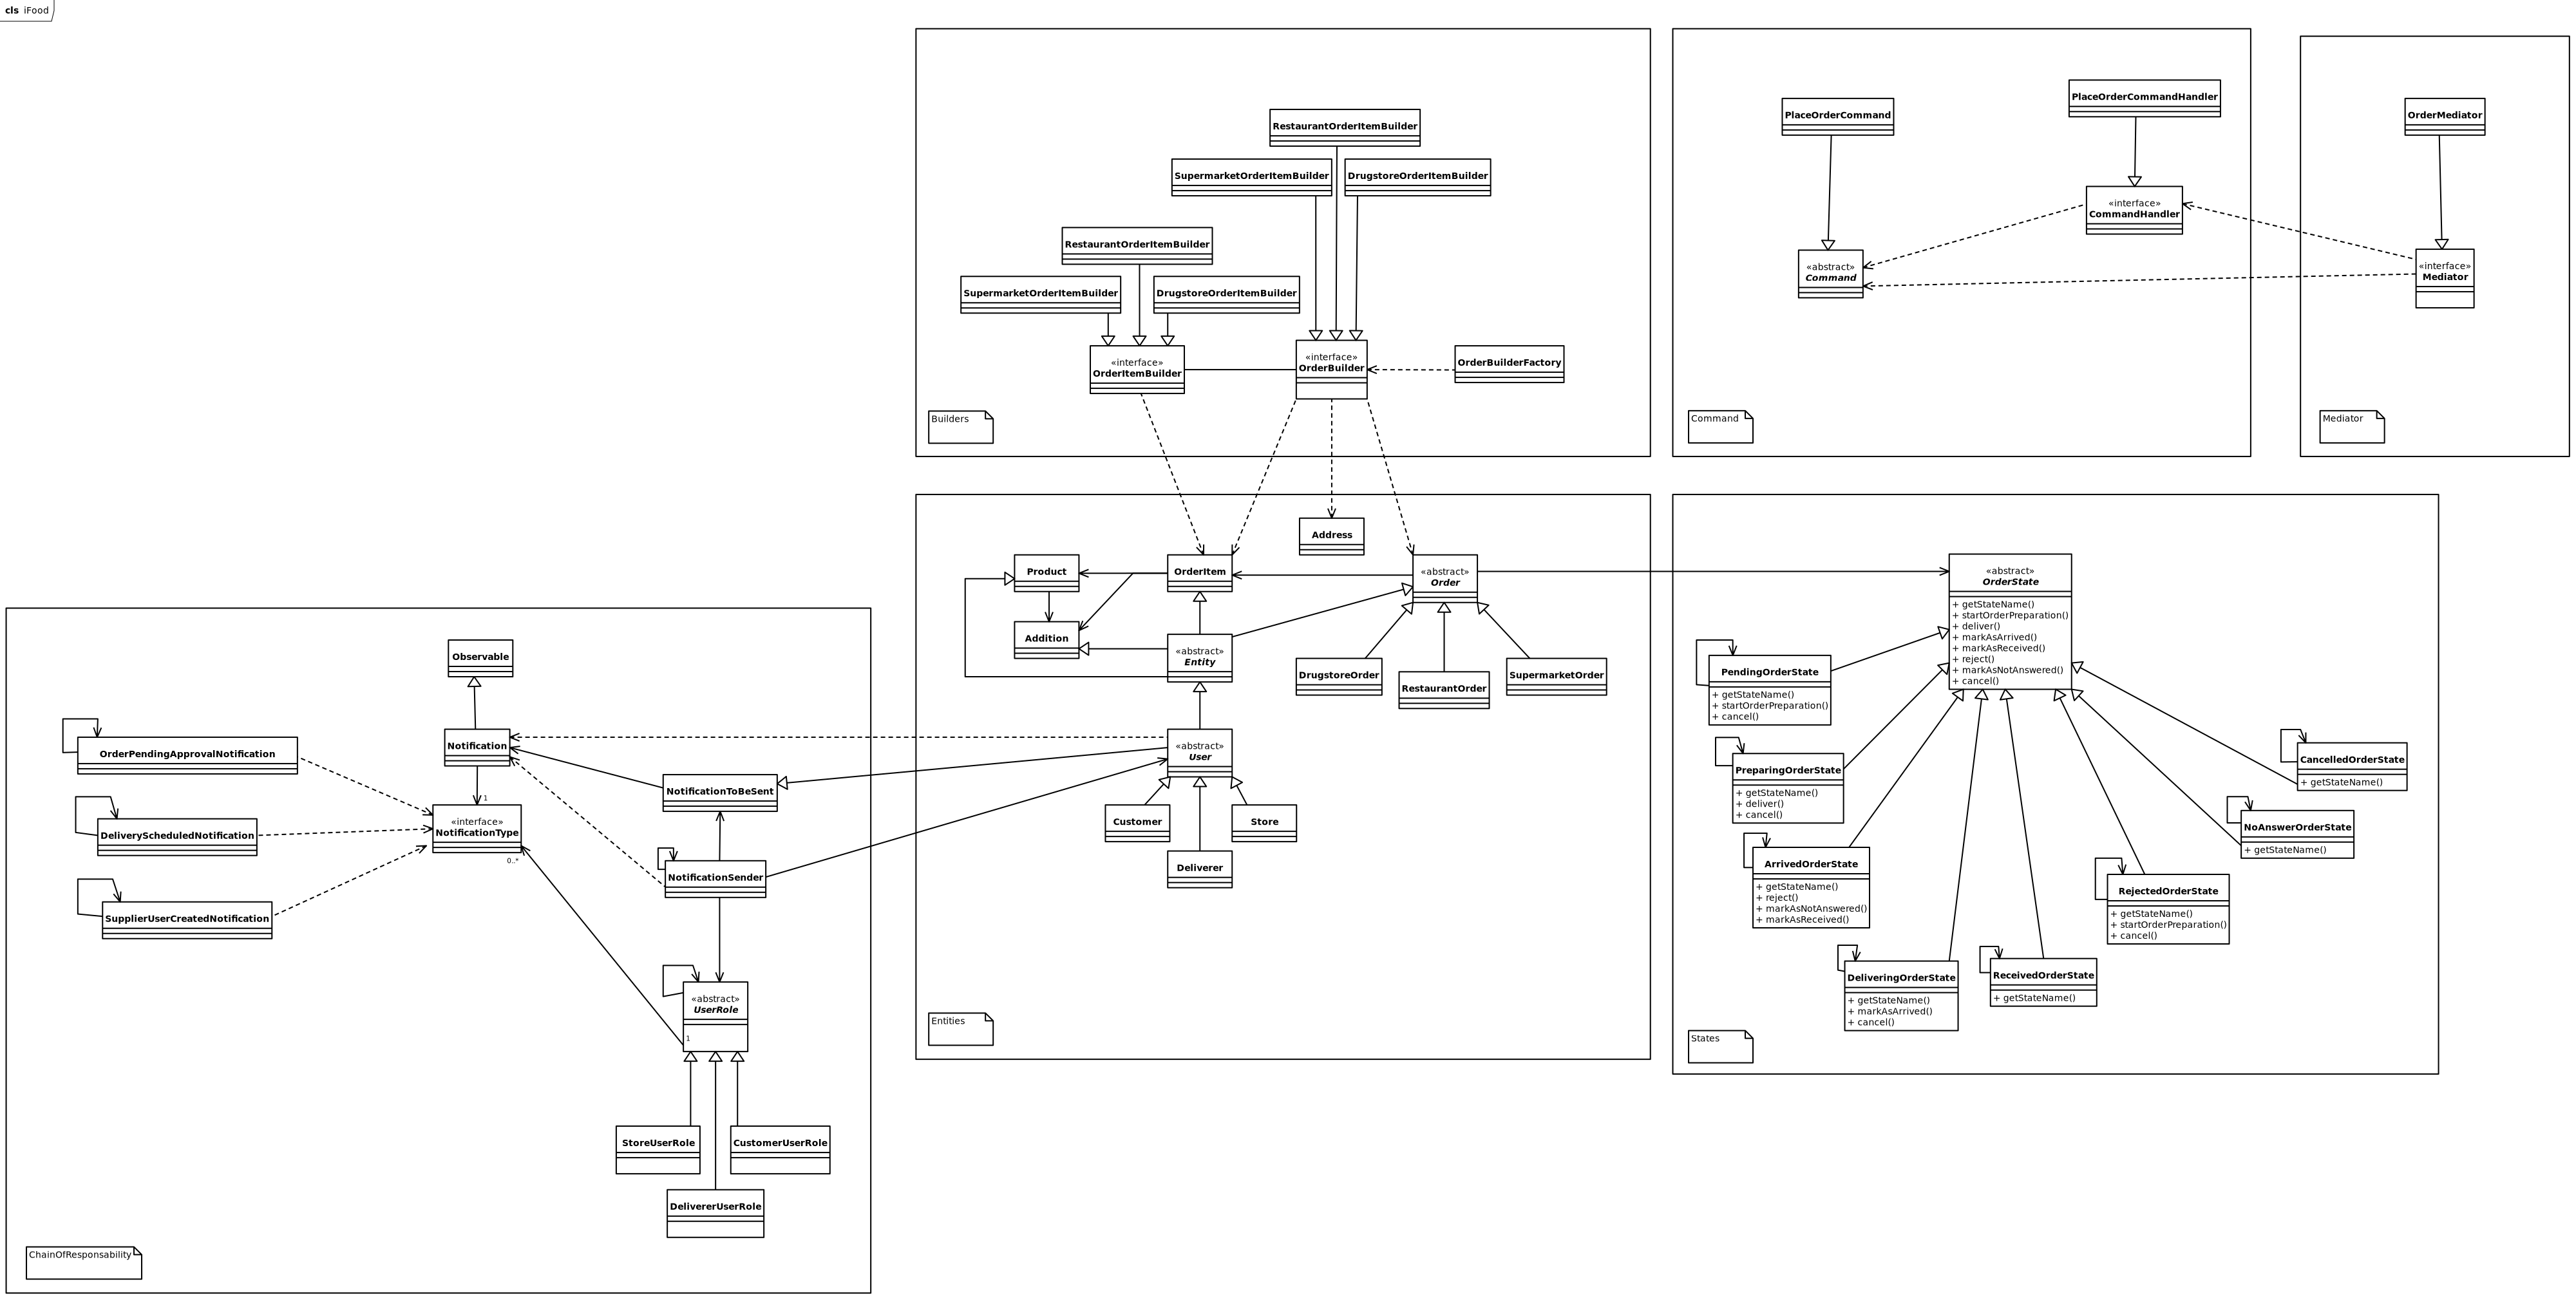 cls iFood
RestaurantOrderItemBuilder
SupermarketOrderItemBuilder
DrugstoreOrderItemBuilder
RestaurantOrderItemBuilder
SupermarketOrderItemBuilder
DrugstoreOrderItemBuilder
«interface»
OrderItemBuilder
«interface»
OrderBuilder
OrderBuilderFactory
Builders
PlaceOrderCommand
PlaceOrderCommandHandler
«interface»
CommandHandler
«abstract»
Command
Command
OrderMediator
«interface»
Mediator
Mediator
Address
Product
OrderItem
«abstract»
Order
Addition
«abstract»
Entity
DrugstoreOrder
RestaurantOrder
SupermarketOrder
«abstract»
User
Customer
Store
Deliverer
Entities
«abstract»
OrderState
+ getStateName()
+ startOrderPreparation()
+ deliver()
+ markAsArrived()
+ markAsReceived()
+ reject()
+ markAsNotAnswered()
+ cancel()
PendingOrderState
+ getStateName()
+ startOrderPreparation()
+ cancel()
PreparingOrderState
+ getStateName()
+ deliver()
+ cancel()
ArrivedOrderState
+ getStateName()
+ reject()
+ markAsNotAnswered()
+ markAsReceived()
DeliveringOrderState
+ getStateName()
+ markAsArrived()
+ cancel()
ReceivedOrderState
+ getStateName()
RejectedOrderState
+ getStateName()
+ startOrderPreparation()
+ cancel()
NoAnswerOrderState
+ getStateName()
CancelledOrderState
+ getStateName()
States
Observable
Notification
OrderPendingApprovalNotification
NotificationToBeSent
1
«interface»
NotificationType
0..*
DeliveryScheduledNotification
NotificationSender
SupplierUserCreatedNotification
«abstract»
UserRole
1
StoreUserRole
CustomerUserRole
DelivererUserRole
ChainOfResponsability